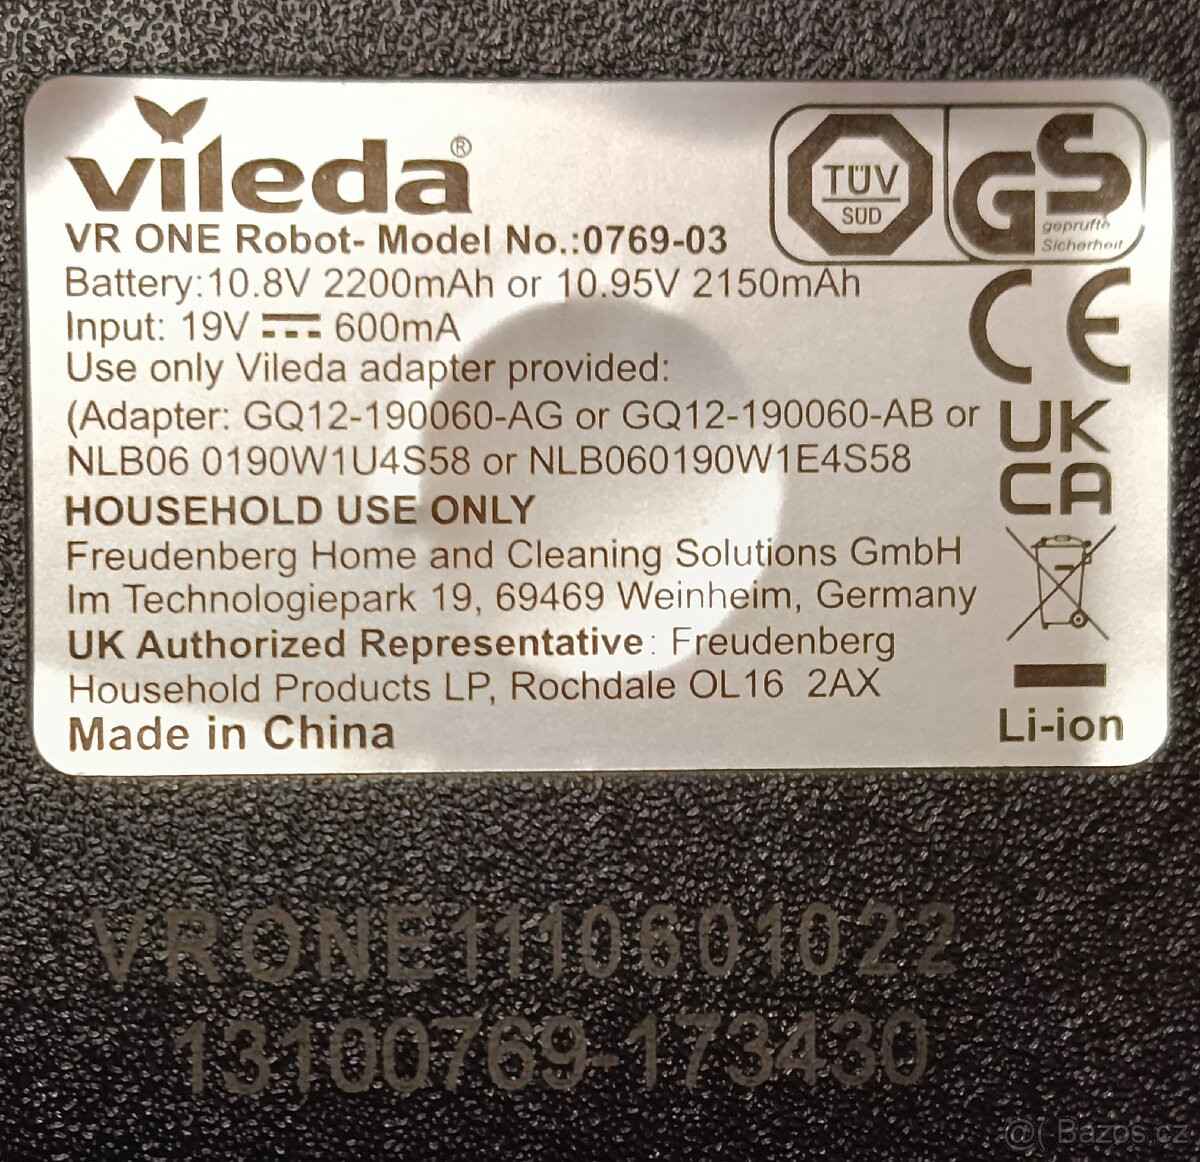 vileda®
TÜV
SÜD
GS
geprüfte
Sicherheit
VR ONE Robot- Model No.:0769-03
Battery:10.8V 2200mAh or 10.95V 2150mAh
Input: 19V ⎓ 600mA
Use only Vileda adapter provided:
(Adapter: GQ12-190060-AG or GQ12-190060-AB or
NLB06 0190W1U4S58 or NLB060190W1E4S58
HOUSEHOLD USE ONLY
Freudenberg Home and Cleaning Solutions GmbH
Im Technologiepark 19, 69469 Weinheim, Germany
UK Authorized Representative: Freudenberg
Household Products LP, Rochdale OL16 2AX
Made in China
CE
UK
CA
Li-ion
VRONE1110601022
13100769-173430
@( Bazos.cz